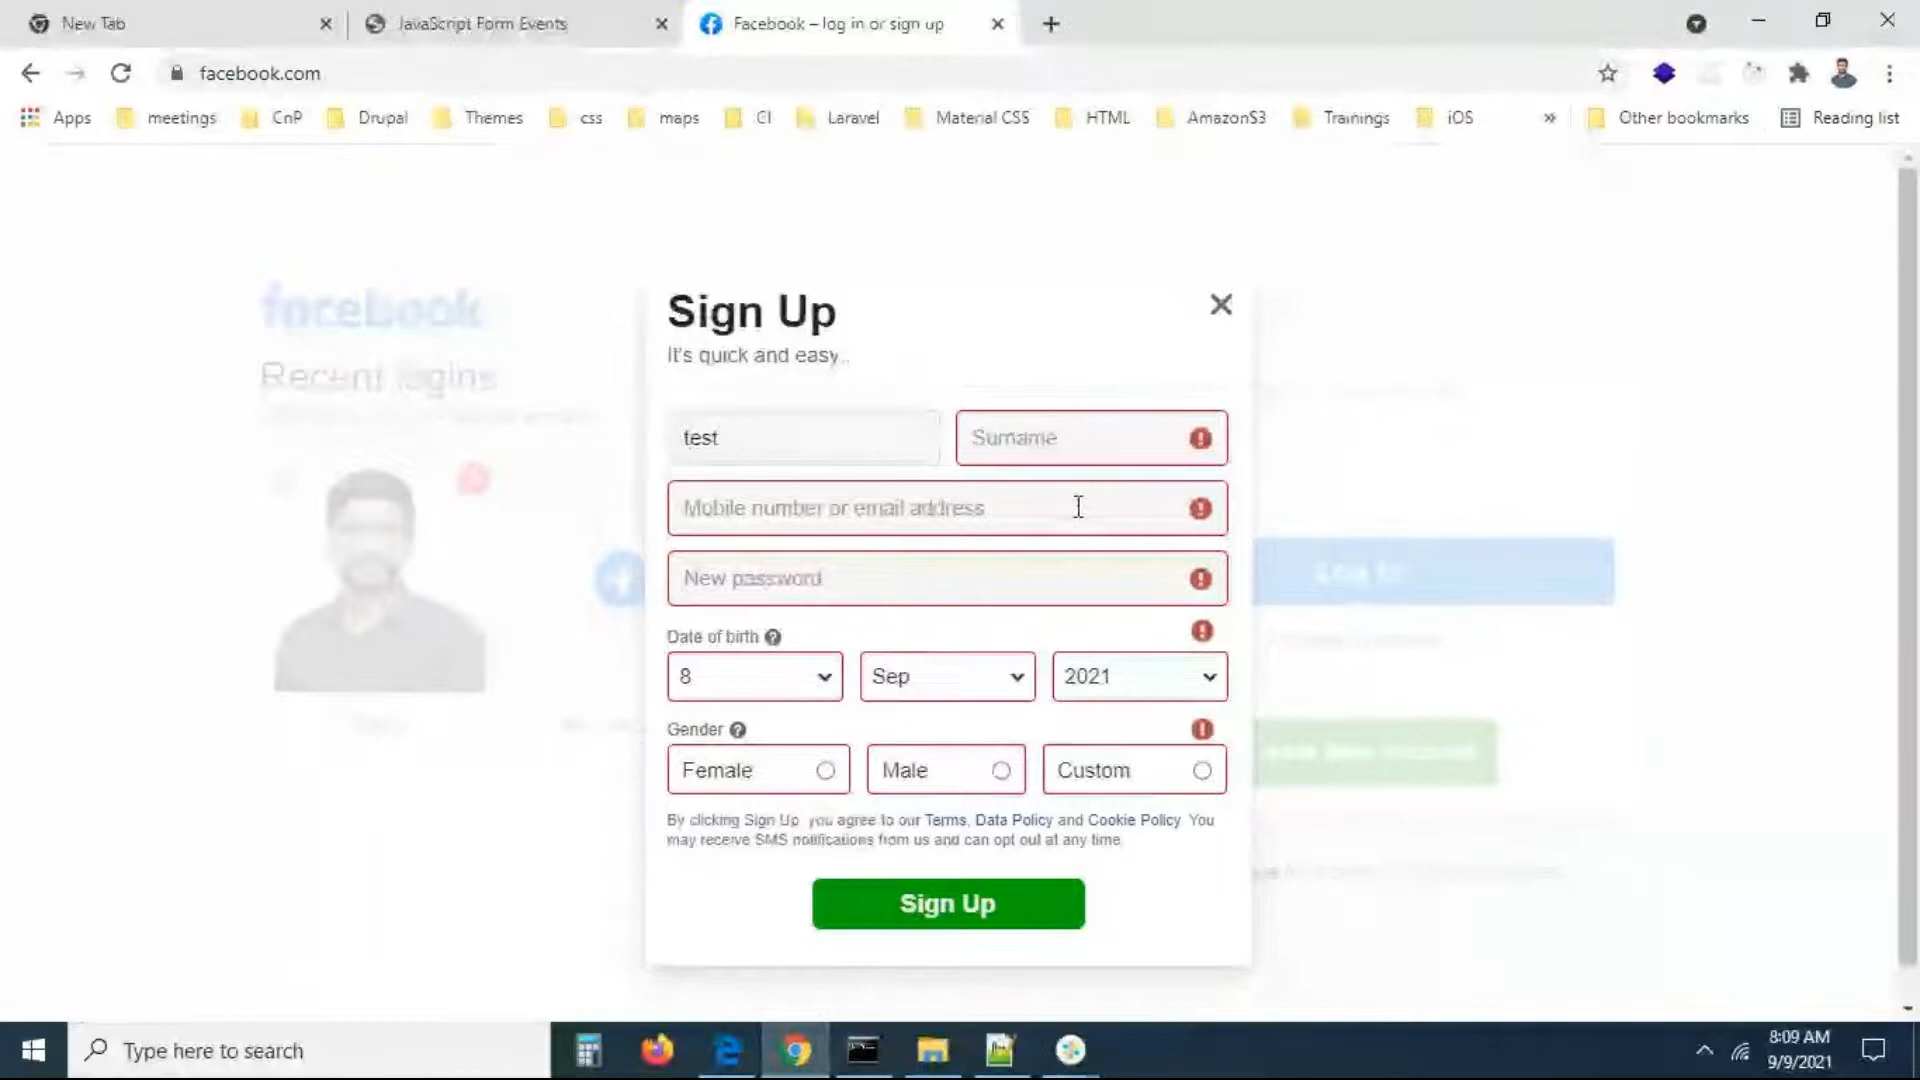 New Tab
JavaScript Form Events
Facebook – log in or sign up
facebook.com
Apps meetings CnP Drupal Themes css maps CI Laravel Material CSS HTML AmazonS3 Trainings iOS » Other bookmarks Reading list
facebook
Recent logins
Sign Up
It's quick and easy.
test
Surname
Mobile number or email address
New password
Date of birth
8 Sep 2021
Gender
Female Male Custom
By clicking Sign Up, you agree to our Terms, Data Policy and Cookie Policy. You
may receive SMS notifications from us and can opt out at any time.
Sign Up
Log In
Type here to search
8:09 AM
9/9/2021